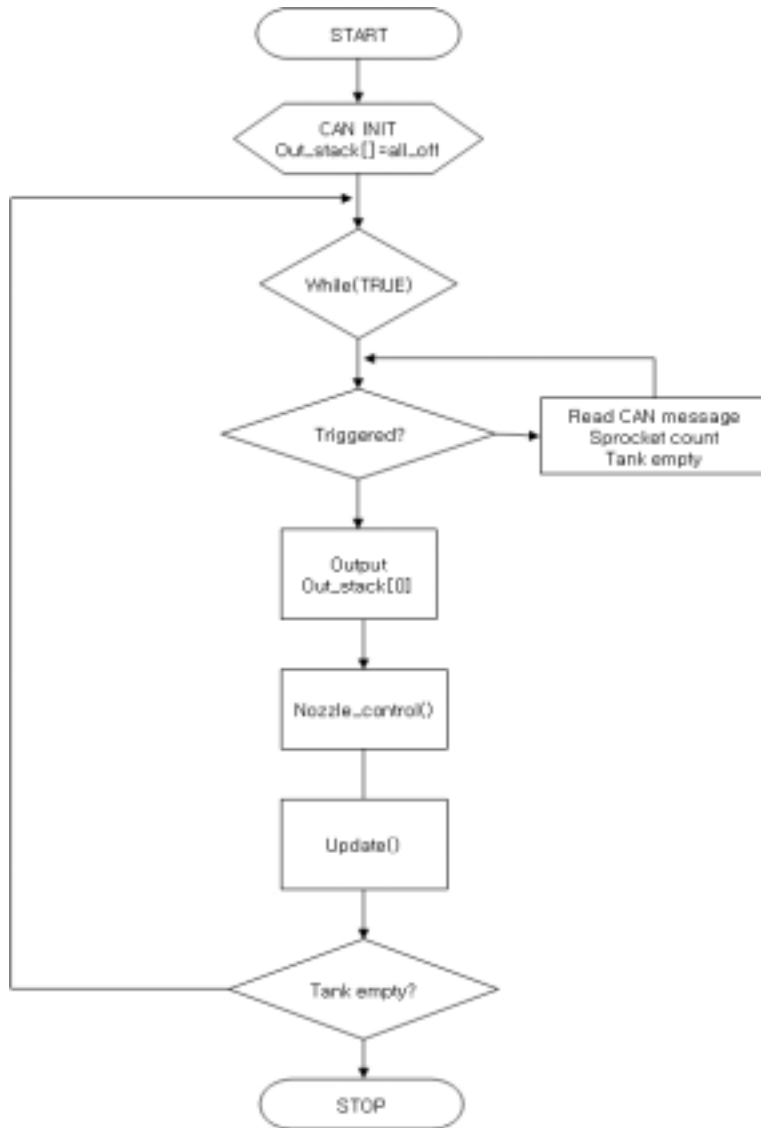 START
CAN INIT
Out_stack[]=all_off
While(TRUE)
Triggered?
Read CAN message
Sprocket count
Tank empty
Output
Out_stack[0]
Nozzle_control()
Update()
Tank empty?
STOP